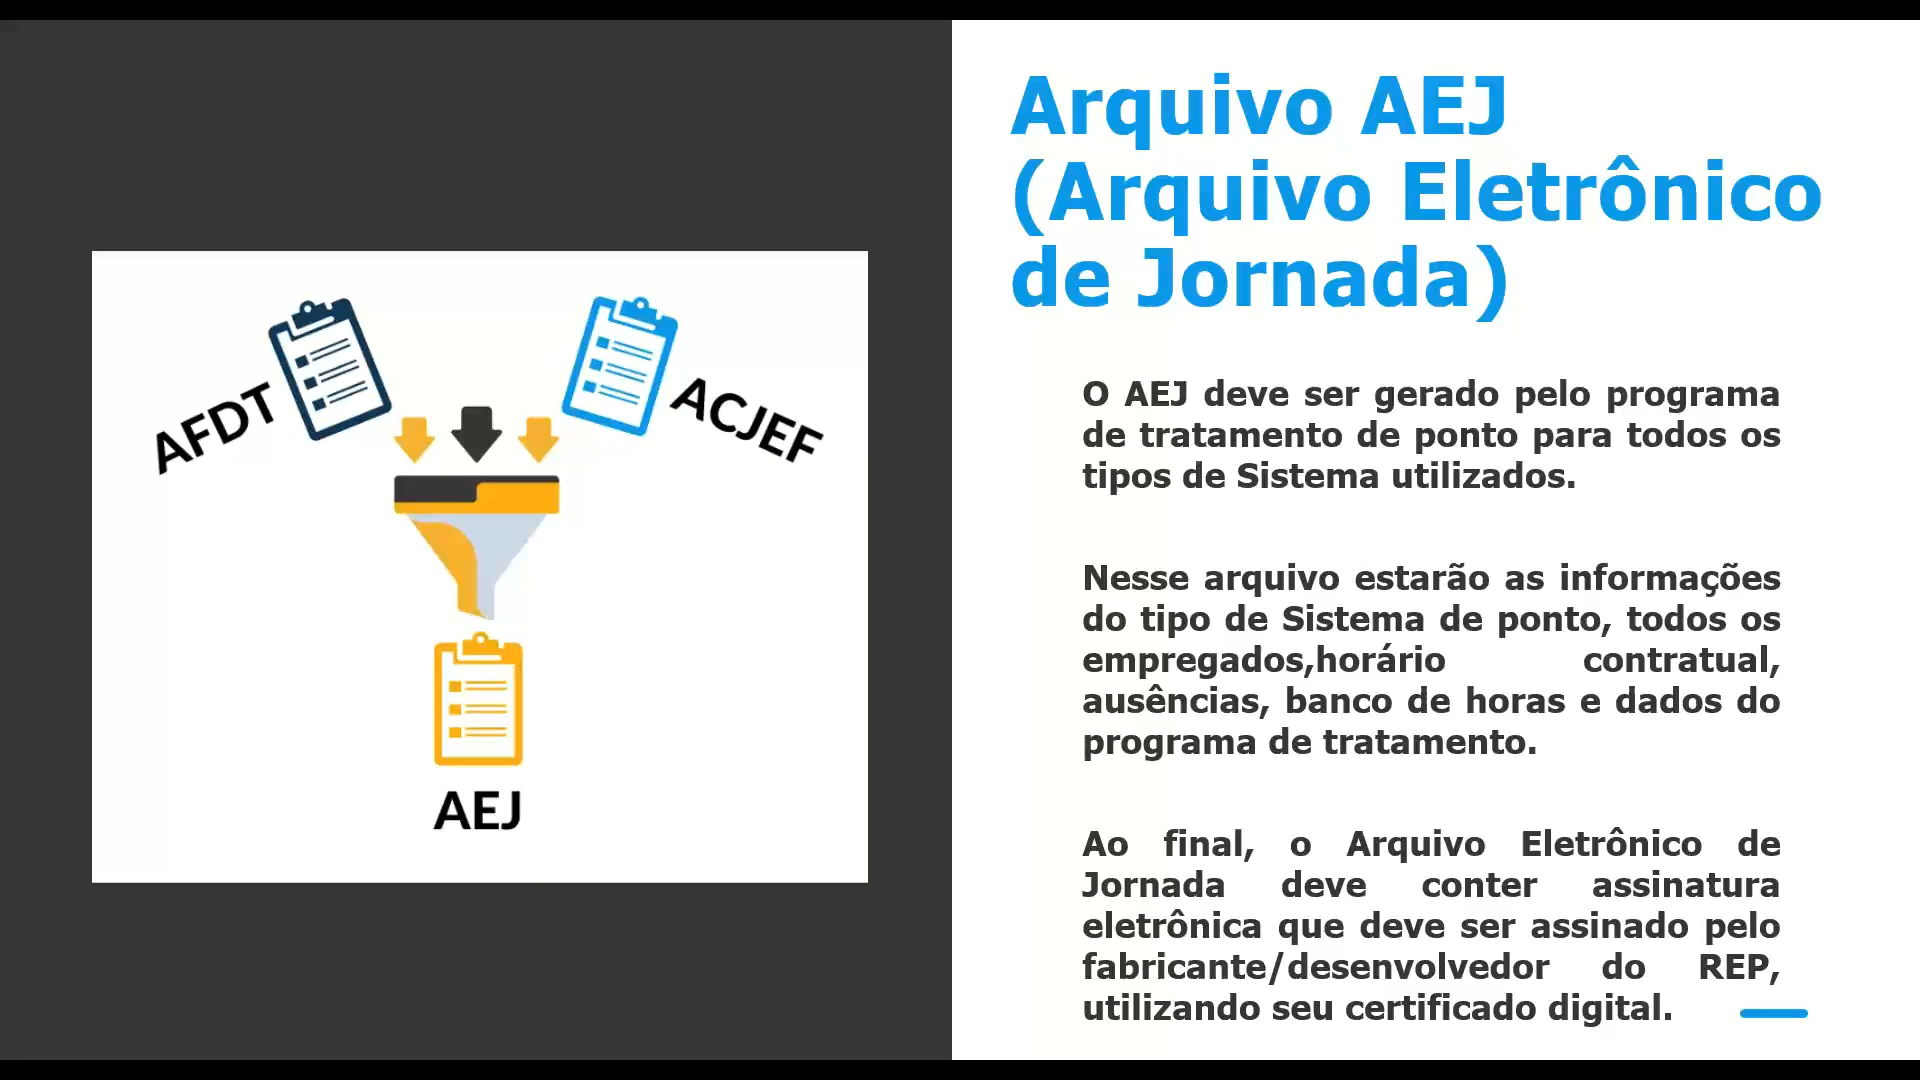 AFDT
ACJEF
AEJ
Arquivo AEJ
(Arquivo Eletrônico
de Jornada)
O AEJ deve ser gerado pelo programa
de tratamento de ponto para todos os
tipos de Sistema utilizados.
Nesse arquivo estarão as informações
do tipo de Sistema de ponto, todos os
empregados,horário contratual,
ausências, banco de horas e dados do
programa de tratamento.
Ao final, o Arquivo Eletrônico de
Jornada deve conter assinatura
eletrônica que deve ser assinado pelo
fabricante/desenvolvedor do REP,
utilizando seu certificado digital.